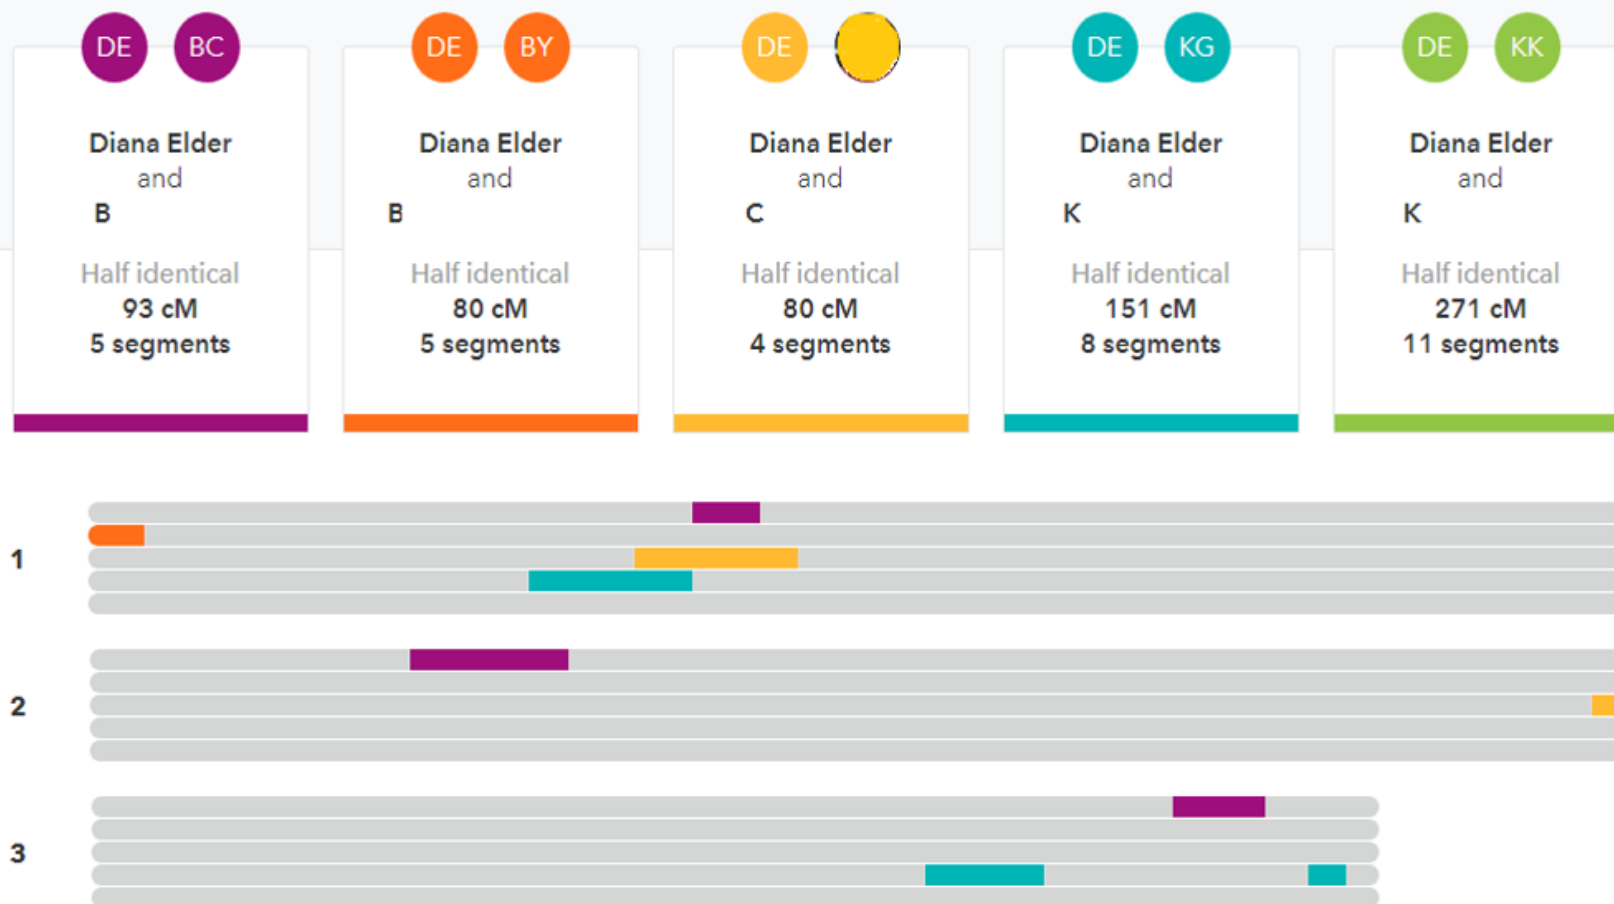 DE BC
Diana Elder
and
B
Half identical
93 cM
5 segments
DE BY
Diana Elder
and
B
Half identical
80 cM
5 segments
DE
Diana Elder
and
C
Half identical
80 cM
4 segments
DE KG
Diana Elder
and
K
Half identical
151 cM
8 segments
DE KK
Diana Elder
and
K
Half identical
271 cM
11 segments
1
2
3